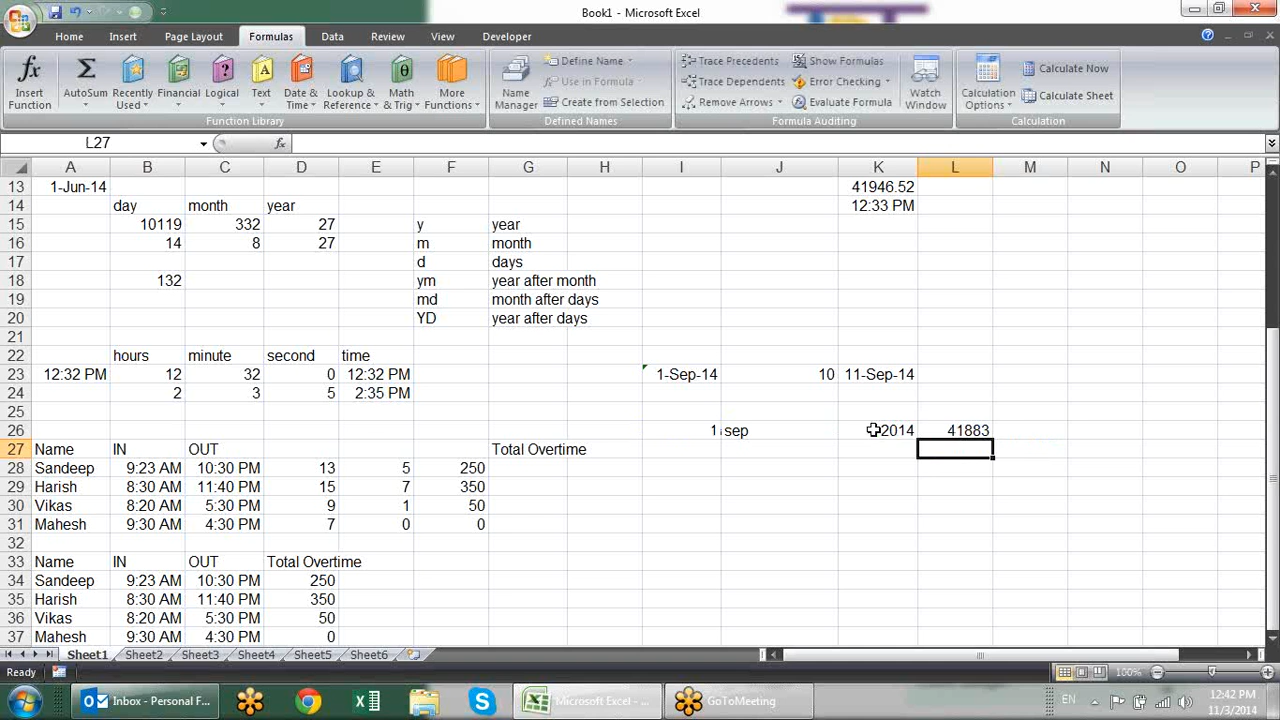 Book1 - Microsoft Excel
Home Insert Page Layout Formulas Data Review View Developer
fx Insert Function
Σ AutoSum
Recently Used
Financial
Logical
Text
Date & Time
Lookup & Reference
Math & Trig
More Functions
Function Library
Name Manager
Define Name
Use in Formula
Create from Selection
Defined Names
Trace Precedents
Trace Dependents
Remove Arrows
Show Formulas
Error Checking
Evaluate Formula
Formula Auditing
Watch Window
Calculation Options
Calculate Now
Calculate Sheet
Calculation
L27 fx
A B C D E F G H I J K L M N O P
13 1-Jun-14 41946.52
14 day month year 12:33 PM
15 10119 332 27 y year
16 14 8 27 m month
17 d days
18 132 ym year after month
19 md month after days
20 YD year after days
21
22 hours minute second time
23 12:32 PM 12 32 0 12:32 PM 1-Sep-14 10 11-Sep-14
24 2 3 5 2:35 PM
25
26 1 sep 2014 41883
27 Name IN OUT Total Overtime
28 Sandeep 9:23 AM 10:30 PM 13 5 250
29 Harish 8:30 AM 11:40 PM 15 7 350
30 Vikas 8:20 AM 5:30 PM 9 1 50
31 Mahesh 9:30 AM 4:30 PM 7 0 0
32
33 Name IN OUT Total Overtime
34 Sandeep 9:23 AM 10:30 PM 250
35 Harish 8:30 AM 11:40 PM 350
36 Vikas 8:20 AM 5:30 PM 50
37 Mahesh 9:30 AM 4:30 PM 0
Sheet1 Sheet2 Sheet3 Sheet4 Sheet5 Sheet6
Ready 100%
Inbox - Personal F... Microsoft Excel - ... GoToMeeting EN 12:42 PM
11/3/2014